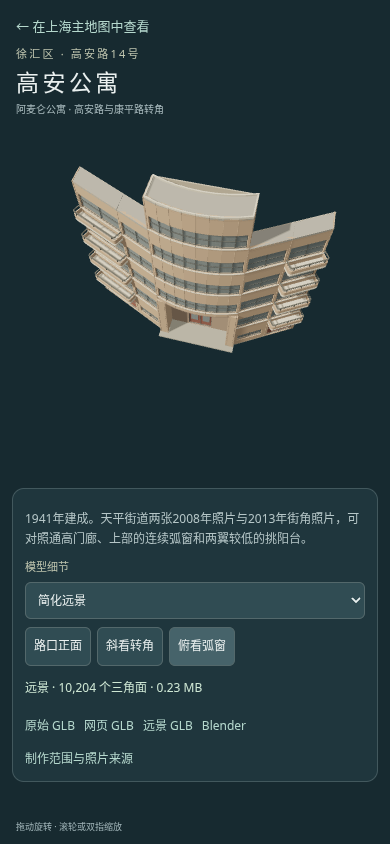 ← 在上海主地图中查看
徐汇区 · 高安路14号
高安公寓
阿麦仑公寓 · 高安路与康平路转角
1941年建成。天平街道两张2008年照片与2013年街角照片，可
对照通高门廊、上部的连续弧窗和两翼较低的挑阳台。
模型细节
简化远景
路口正面 斜看转角 俯看弧窗
远景 · 10,204 个三角面 · 0.23 MB
原始 GLB 网页 GLB 远景 GLB Blender
制作范围与照片来源
拖动旋转 · 滚轮或双指缩放